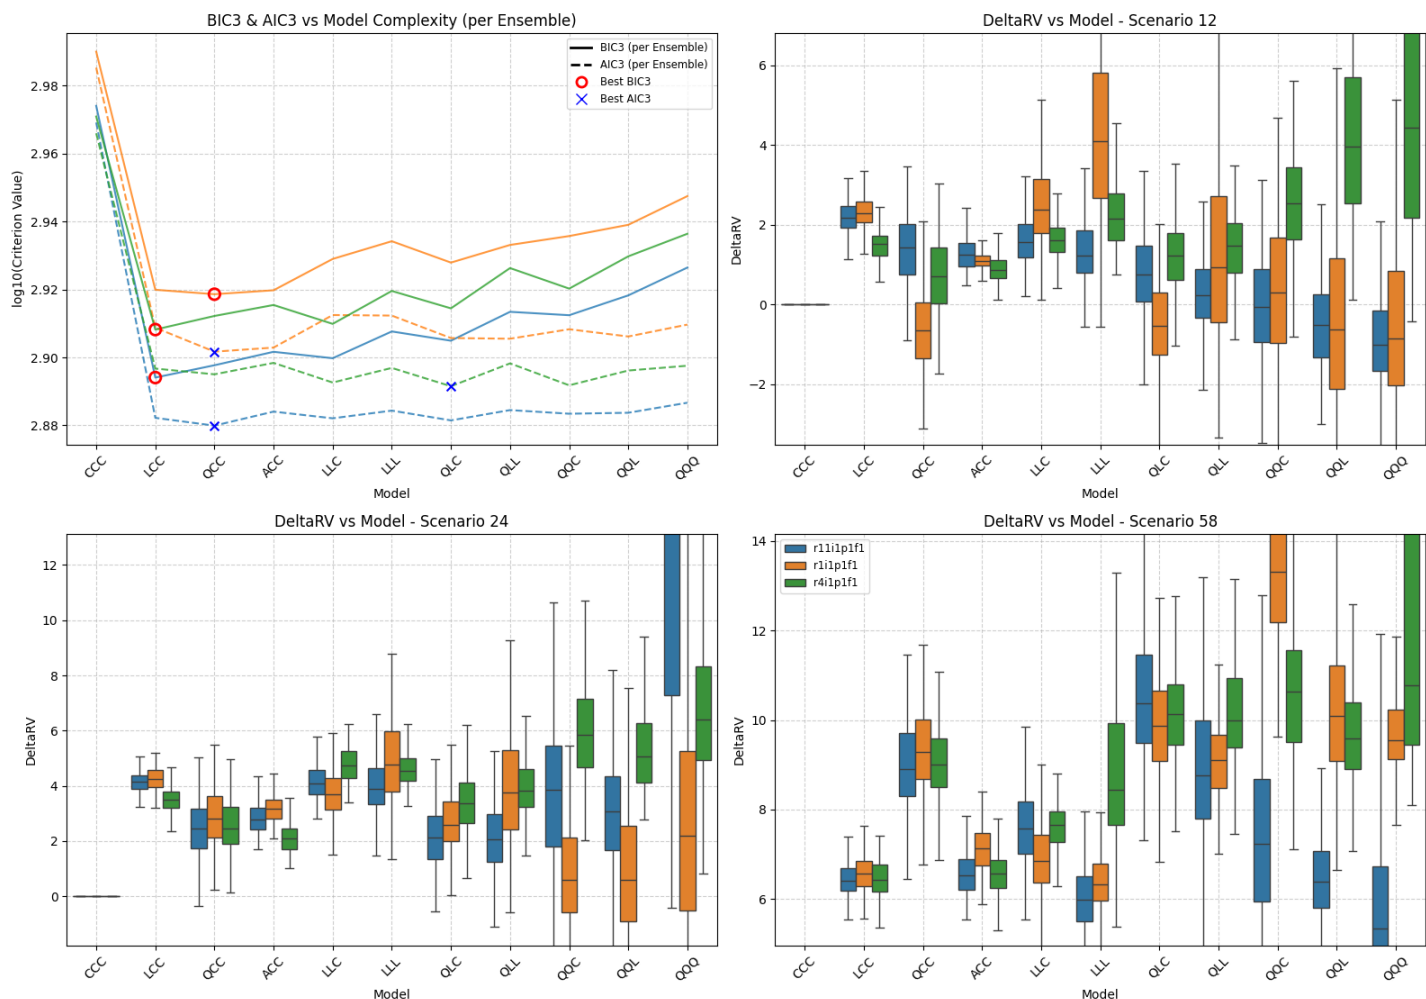 BIC3 & AIC3 vs Model Complexity (per Ensemble)
log10(Criterion Value)
2.98
2.96
2.94
2.92
2.90
2.88
BIC3 (per Ensemble)
AIC3 (per Ensemble)
Best BIC3
Best AIC3
CCC LCC QCC ACC LLC LLL QLC QLL QQC QQL QQQ
Model
DeltaRV vs Model - Scenario 12
DeltaRV
6
4
2
0
−2
CCC LCC QCC ACC LLC LLL QLC QLL QQC QQL QQQ
Model
DeltaRV vs Model - Scenario 24
DeltaRV
12
10
8
6
4
2
0
CCC LCC QCC ACC LLC LLL QLC QLL QQC QQL QQQ
Model
DeltaRV vs Model - Scenario 58
DeltaRV
14
12
10
8
6
r11i1p1f1
r1i1p1f1
r4i1p1f1
CCC LCC QCC ACC LLC LLL QLC QLL QQC QQL QQQ
Model